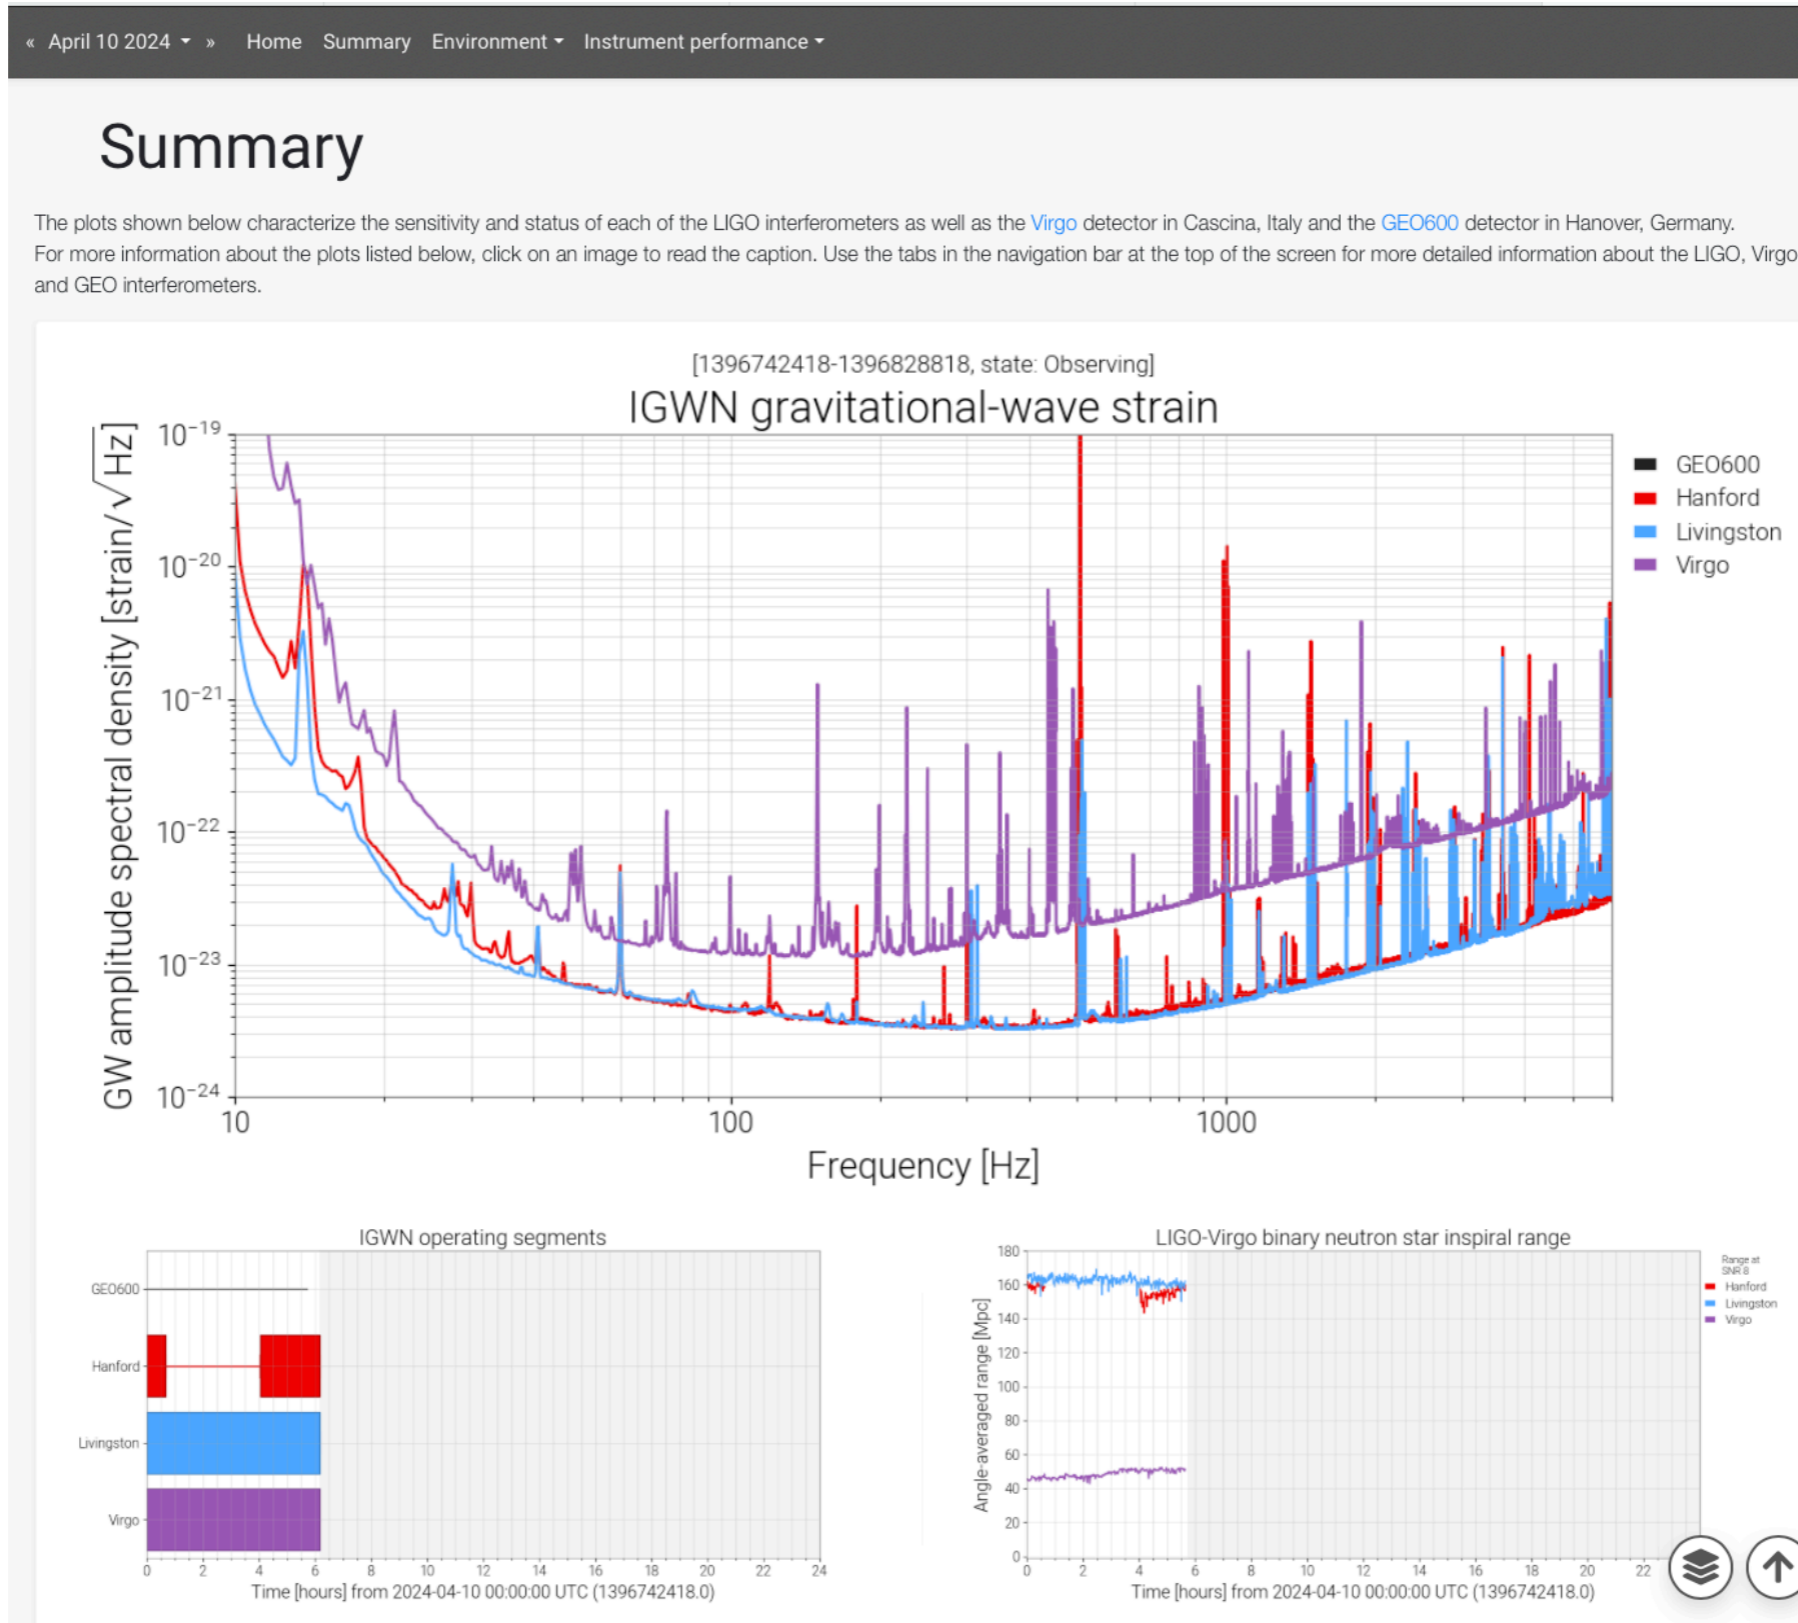 « April 10 2024 » Home Summary Environment Instrument performance
Summary
The plots shown below characterize the sensitivity and status of each of the LIGO interferometers as well as the Virgo detector in Cascina, Italy and the GEO600 detector in Hanover, Germany.
For more information about the plots listed below, click on an image to read the caption. Use the tabs in the navigation bar at the top of the screen for more detailed information about the LIGO, Virgo
and GEO interferometers.
[1396742418-1396828818, state: Observing]
IGWN gravitational-wave strain
GW amplitude spectral density [strain/√Hz]
10⁻¹⁹
10⁻²⁰
10⁻²¹
10⁻²²
10⁻²³
10⁻²⁴
10 100 1000
Frequency [Hz]
GEO600
Hanford
Livingston
Virgo
IGWN operating segments
GEO600
Hanford
Livingston
Virgo
0 2 4 6 8 10 12 14 16 18 20 22 24
Time [hours] from 2024-04-10 00:00:00 UTC (1396742418.0)
LIGO-Virgo binary neutron star inspiral range
Angle-averaged range [Mpc]
180
160
140
120
100
80
60
40
20
0
0 2 4 6 8 10 12 14 16 18 20 22
Time [hours] from 2024-04-10 00:00:00 UTC (1396742418.0)
Range at
SNR 8
Hanford
Livingston
Virgo